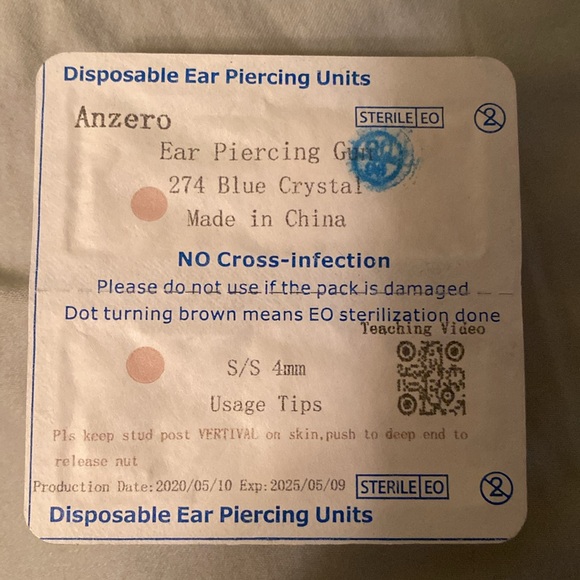 Disposable Ear Piercing Units
Anzero
STERILE EO
2
Ear Piercing Gun
274 Blue Crystal
Made in China
NO Cross-infection
Please do not use if the pack is damaged
Dot turning brown means EO sterilization done
Teaching Video
S/S 4mm
Usage Tips
Pls keep stud post VERTIVAL on skin,push to deep end to
release nut
Production Date:2020/05/10 Exp:2025/05/09
STERILE EO
2
Disposable Ear Piercing Units